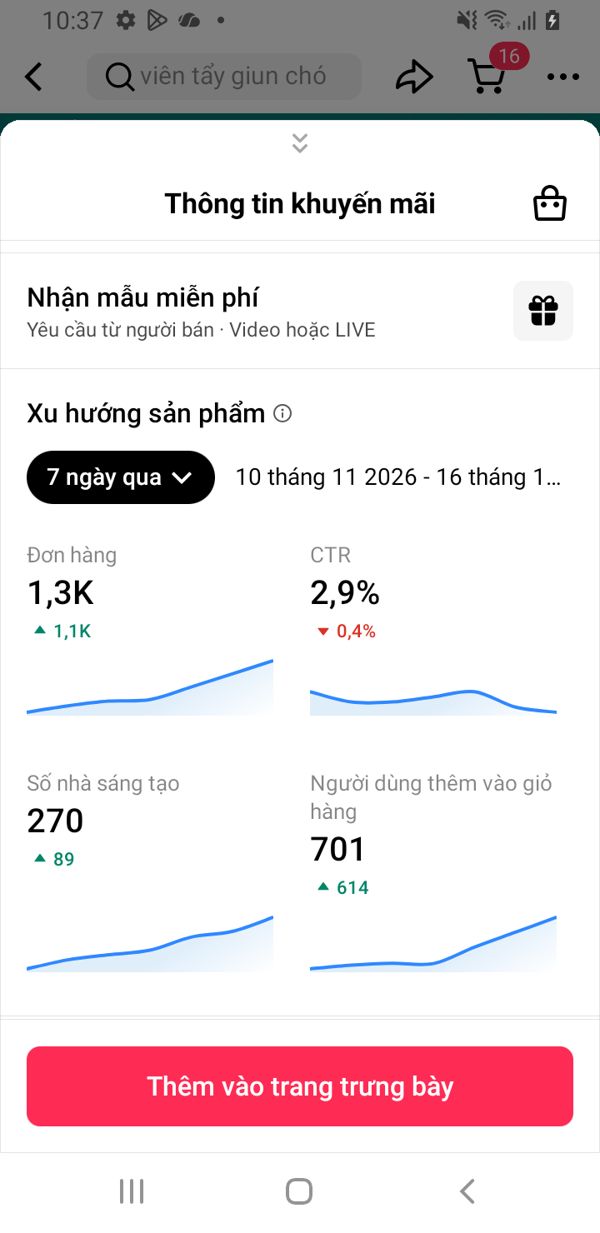 10:37
viên tẩy giun chó
16
Thông tin khuyến mãi
Nhận mẫu miễn phí
Yêu cầu từ người bán · Video hoặc LIVE
Xu hướng sản phẩm
7 ngày qua
10 tháng 11 2026 - 16 tháng 1...
Đơn hàng
1,3K
1,1K
CTR
2,9%
0,4%
Số nhà sáng tạo
270
89
Người dùng thêm vào giỏ
hàng
701
614
Thêm vào trang trưng bày